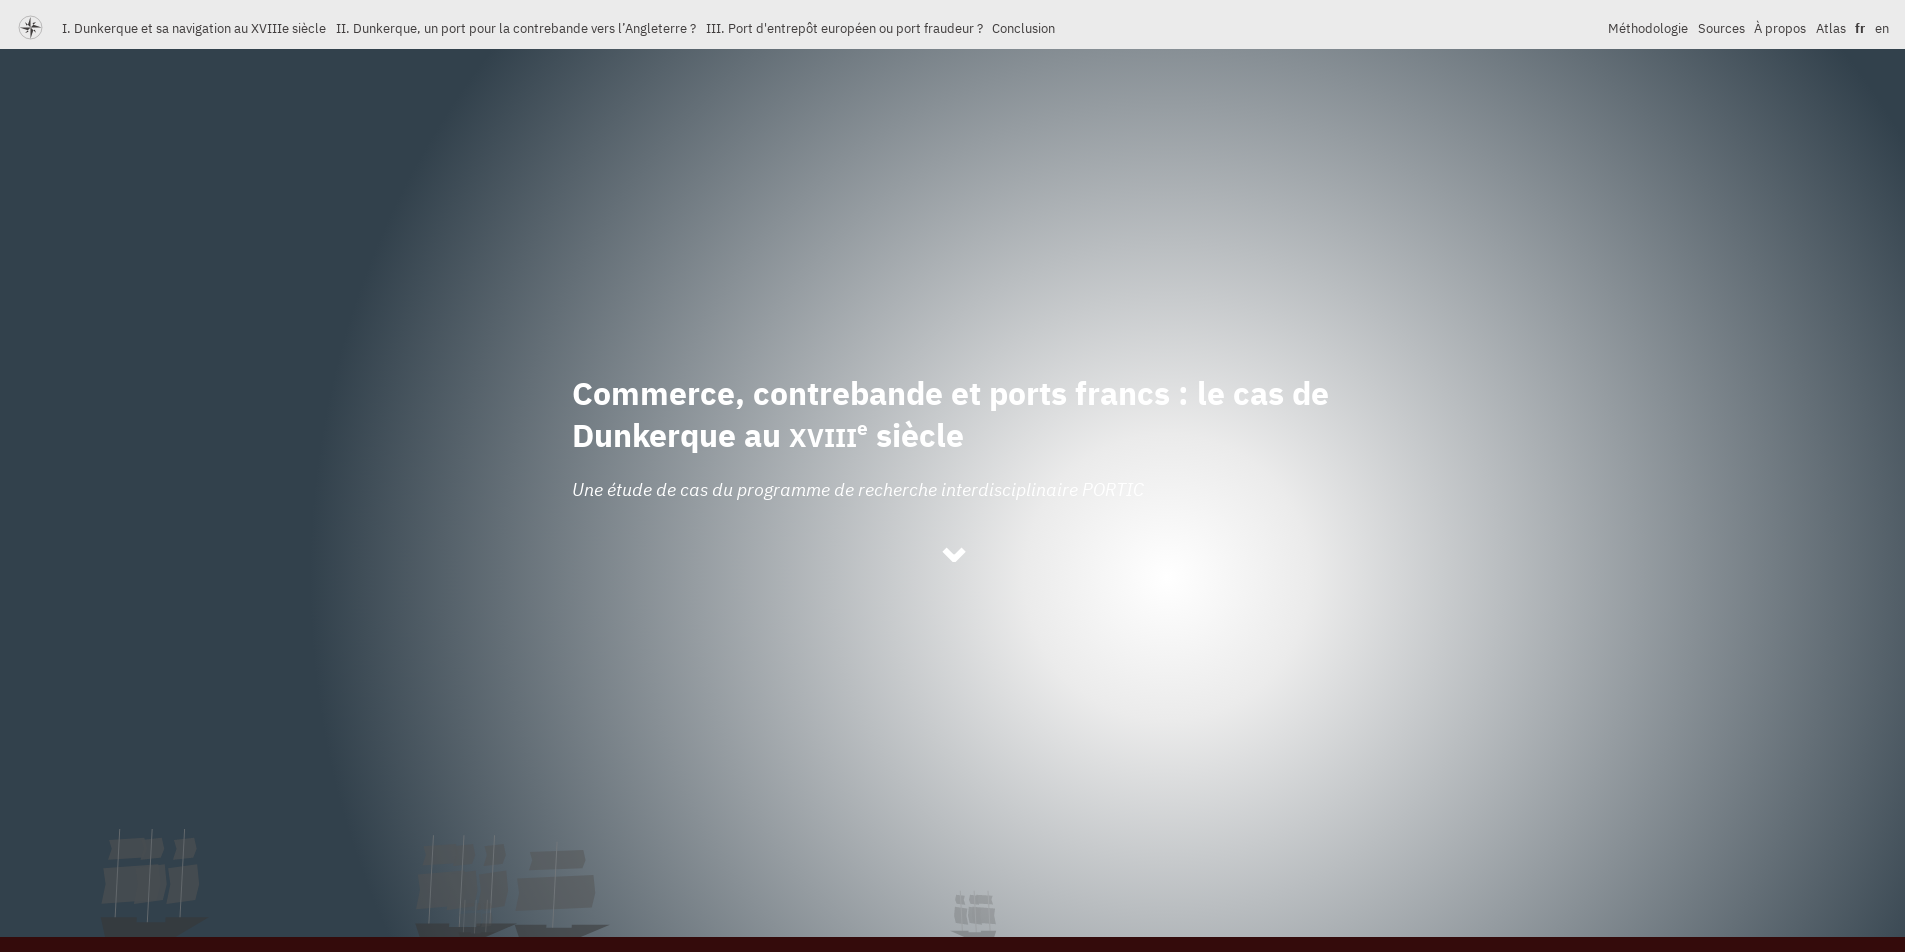 I. Dunkerque et sa navigation au XVIIIe siècle II. Dunkerque, un port pour la contrebande vers l’Angleterre ? III. Port d'entrepôt européen ou port fraudeur ? Conclusion Méthodologie Sources À propos Atlas fr en
Commerce, contrebande et ports francs : le cas de
Dunkerque au XVIIIe siècle
Une étude de cas du programme de recherche interdisciplinaire PORTIC